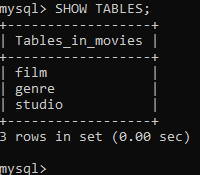 mysql> SHOW TABLES;
+------------------+
| Tables_in_movies |
+------------------+
| film             |
| genre            |
| studio           |
+------------------+
3 rows in set (0.00 sec)
mysql>